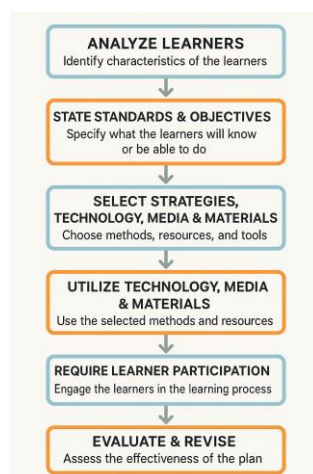 ANALYZE LEARNERS
Identify characteristics of the learners
STATE STANDARDS & OBJECTIVES
Specify what the learners will know
or be able to do
SELECT STRATEGIES,
TECHNOLOGY, MEDIA & MATERIALS
Choose methods, resources, and tools
UTILIZE TECHNOLOGY, MEDIA
& MATERIALS
Use the selected methods and resources
REQUIRE LEARNER PARTICIPATION
Engage the learners in the learning process
EVALUATE & REVISE
Assess the effectiveness of the plan